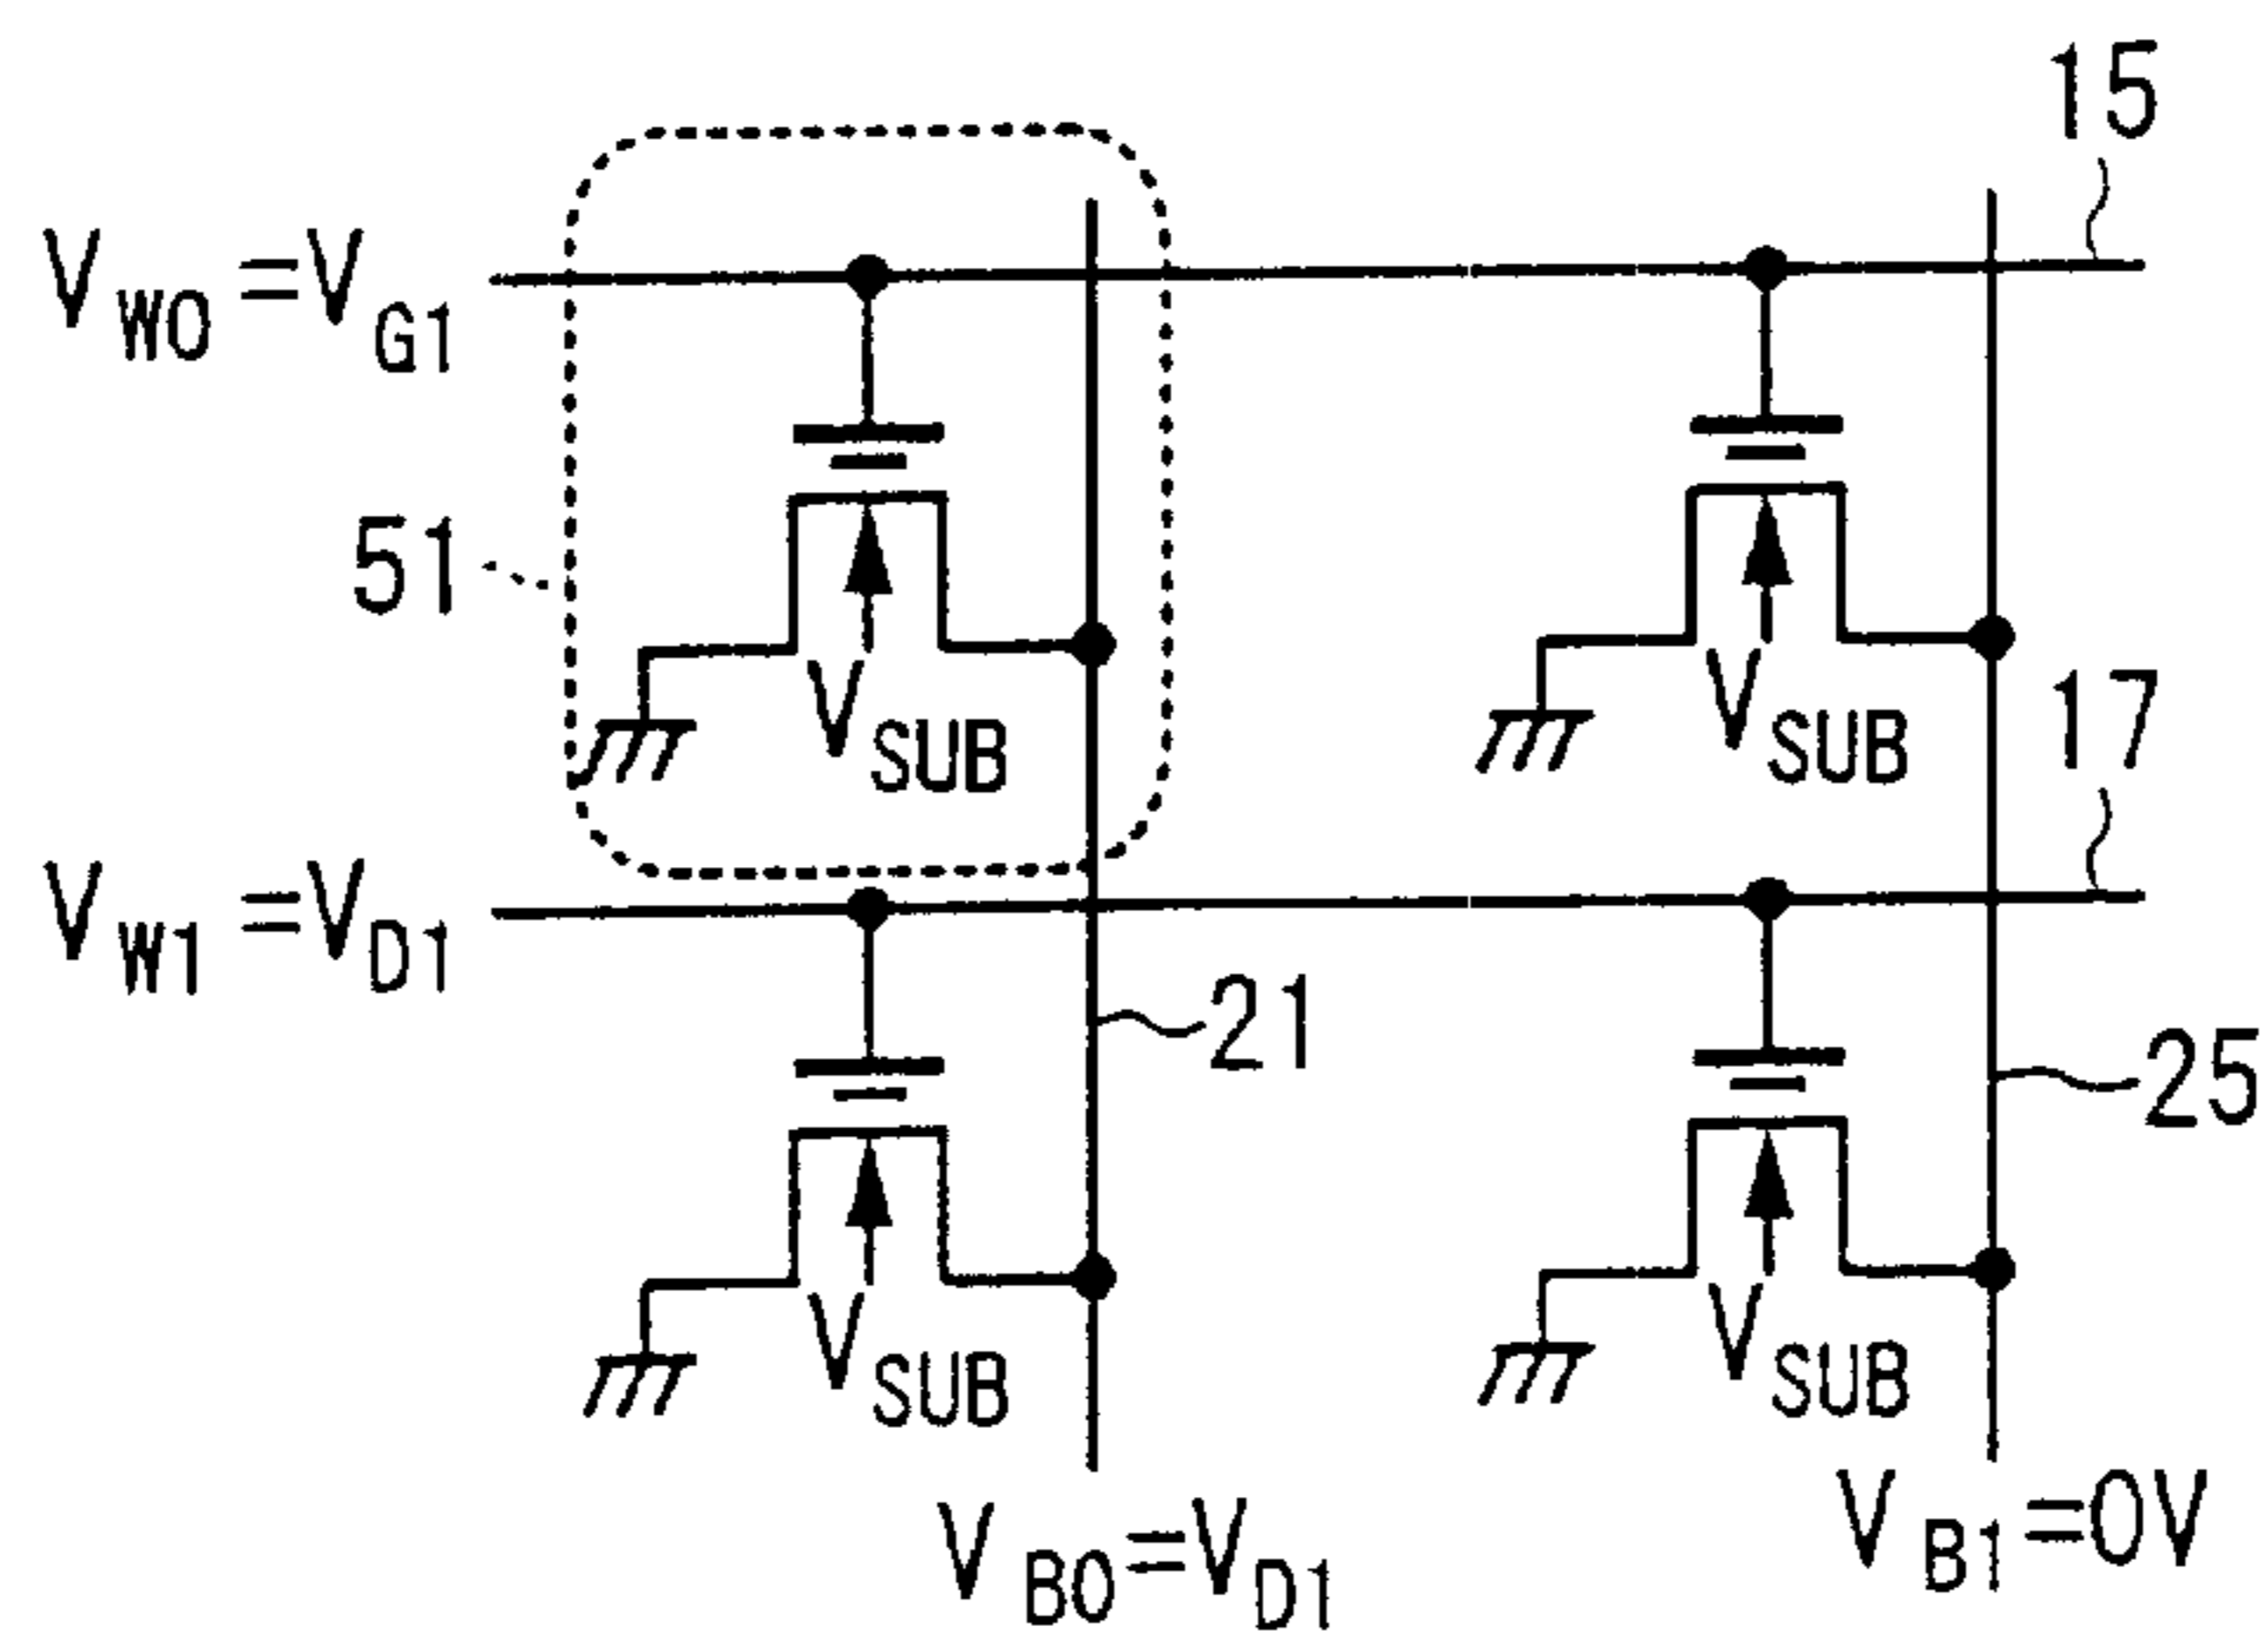 15
V_W0 = V_G1
51
V_SUB
V_SUB
17
V_W1 = V_D1
21
25
V_SUB
V_SUB
V_B0 = V_D1
V_B1 = 0V